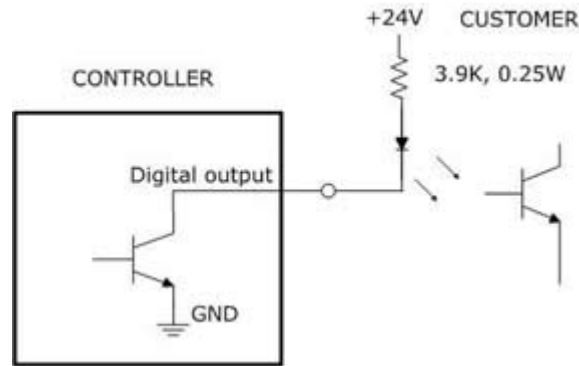 +24V CUSTOMER
3.9K, 0.25W
CONTROLLER
Digital output
GND